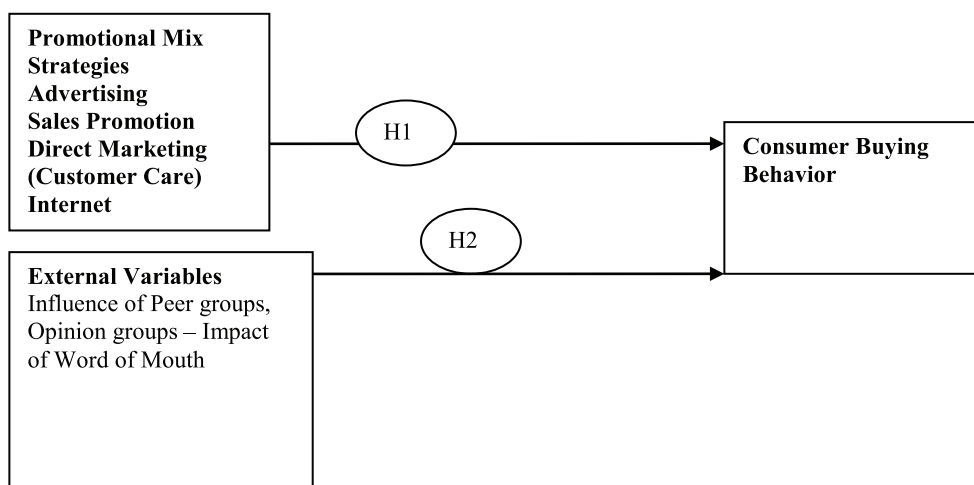 Promotional Mix
Strategies
Advertising
Sales Promotion
Direct Marketing
(Customer Care)
Internet
H1
Consumer Buying
Behavior
H2
External Variables
Influence of Peer groups,
Opinion groups – Impact
of Word of Mouth